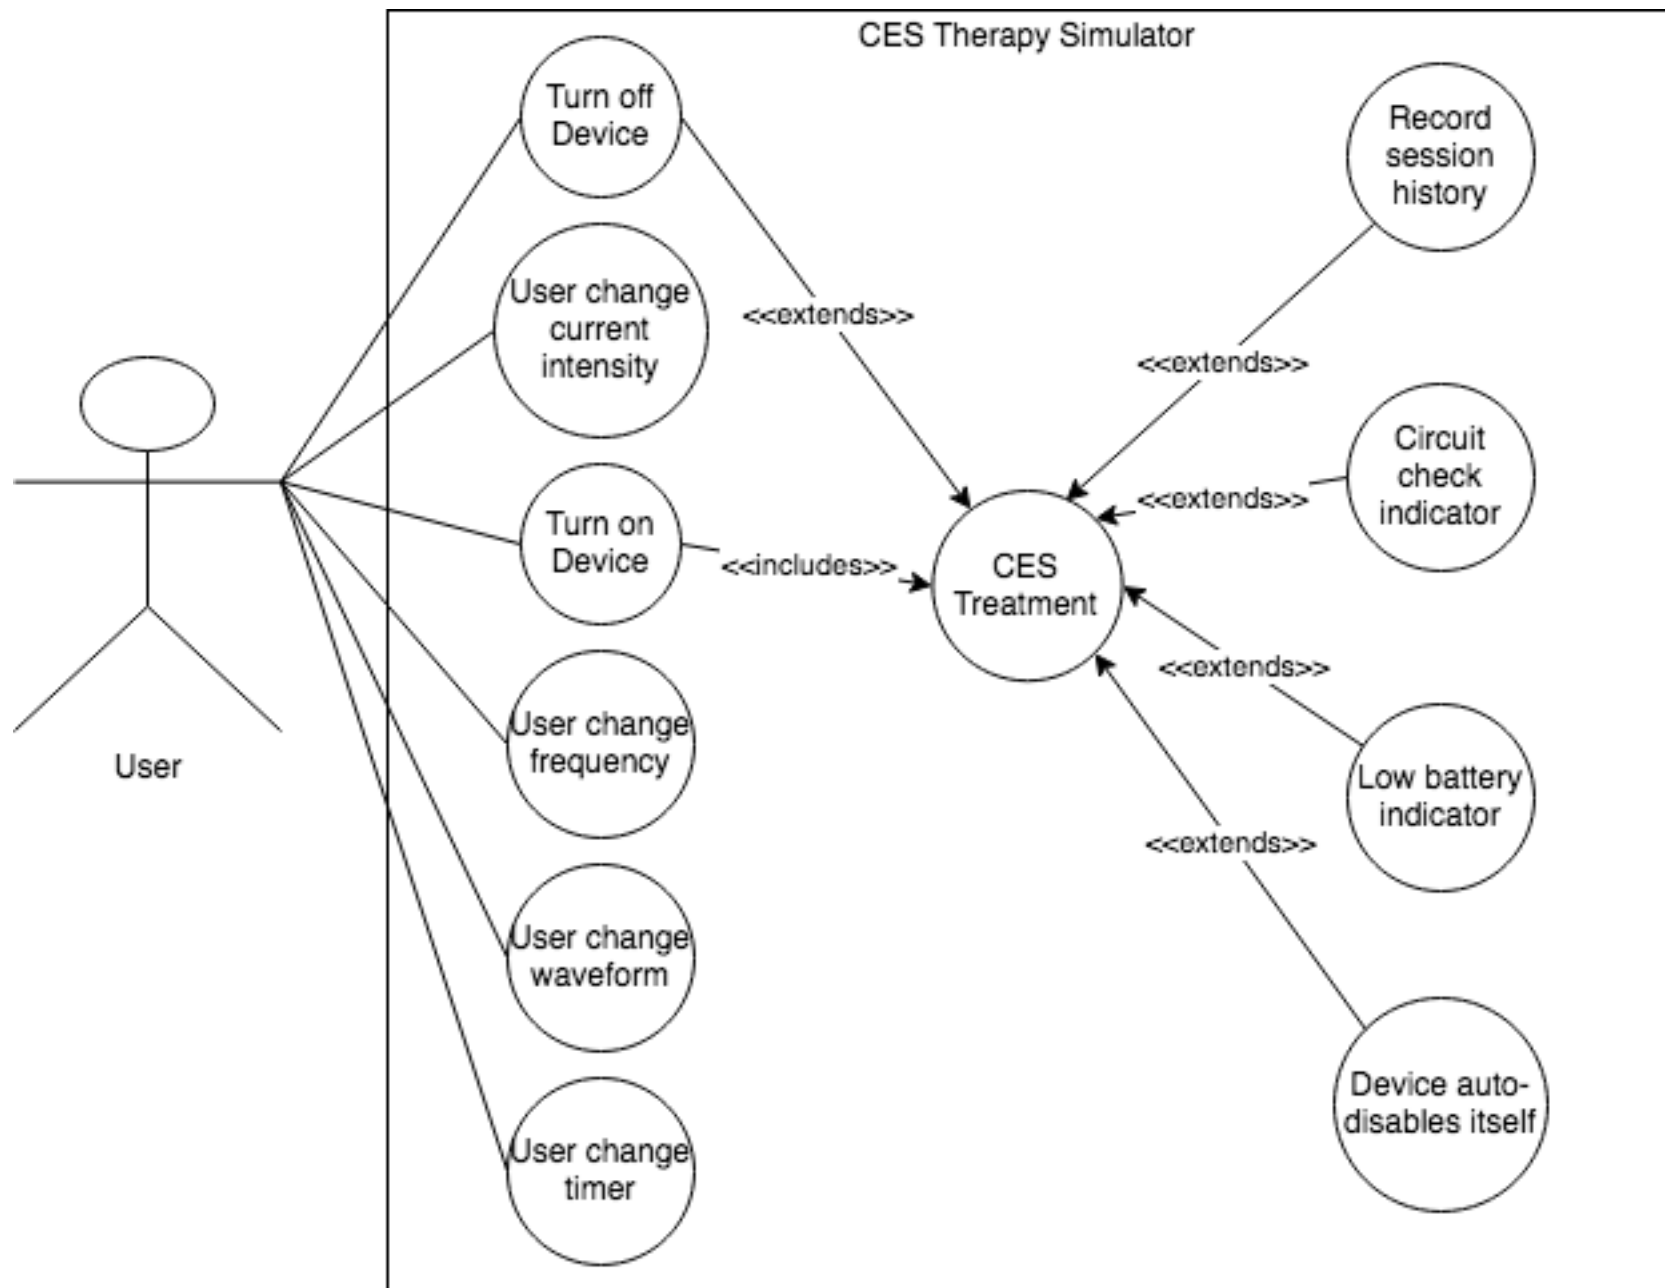 CES Therapy Simulator
Turn off
Device
Record
session
history
User change
current
intensity
<<extends>>
<<extends>>
Circuit
check
indicator
<<extends>>
Turn on
Device
<<includes>>
CES
Treatment
<<extends>>
User change
frequency
User
Low battery
indicator
<<extends>>
User change
waveform
Device auto-
disables itself
User change
timer